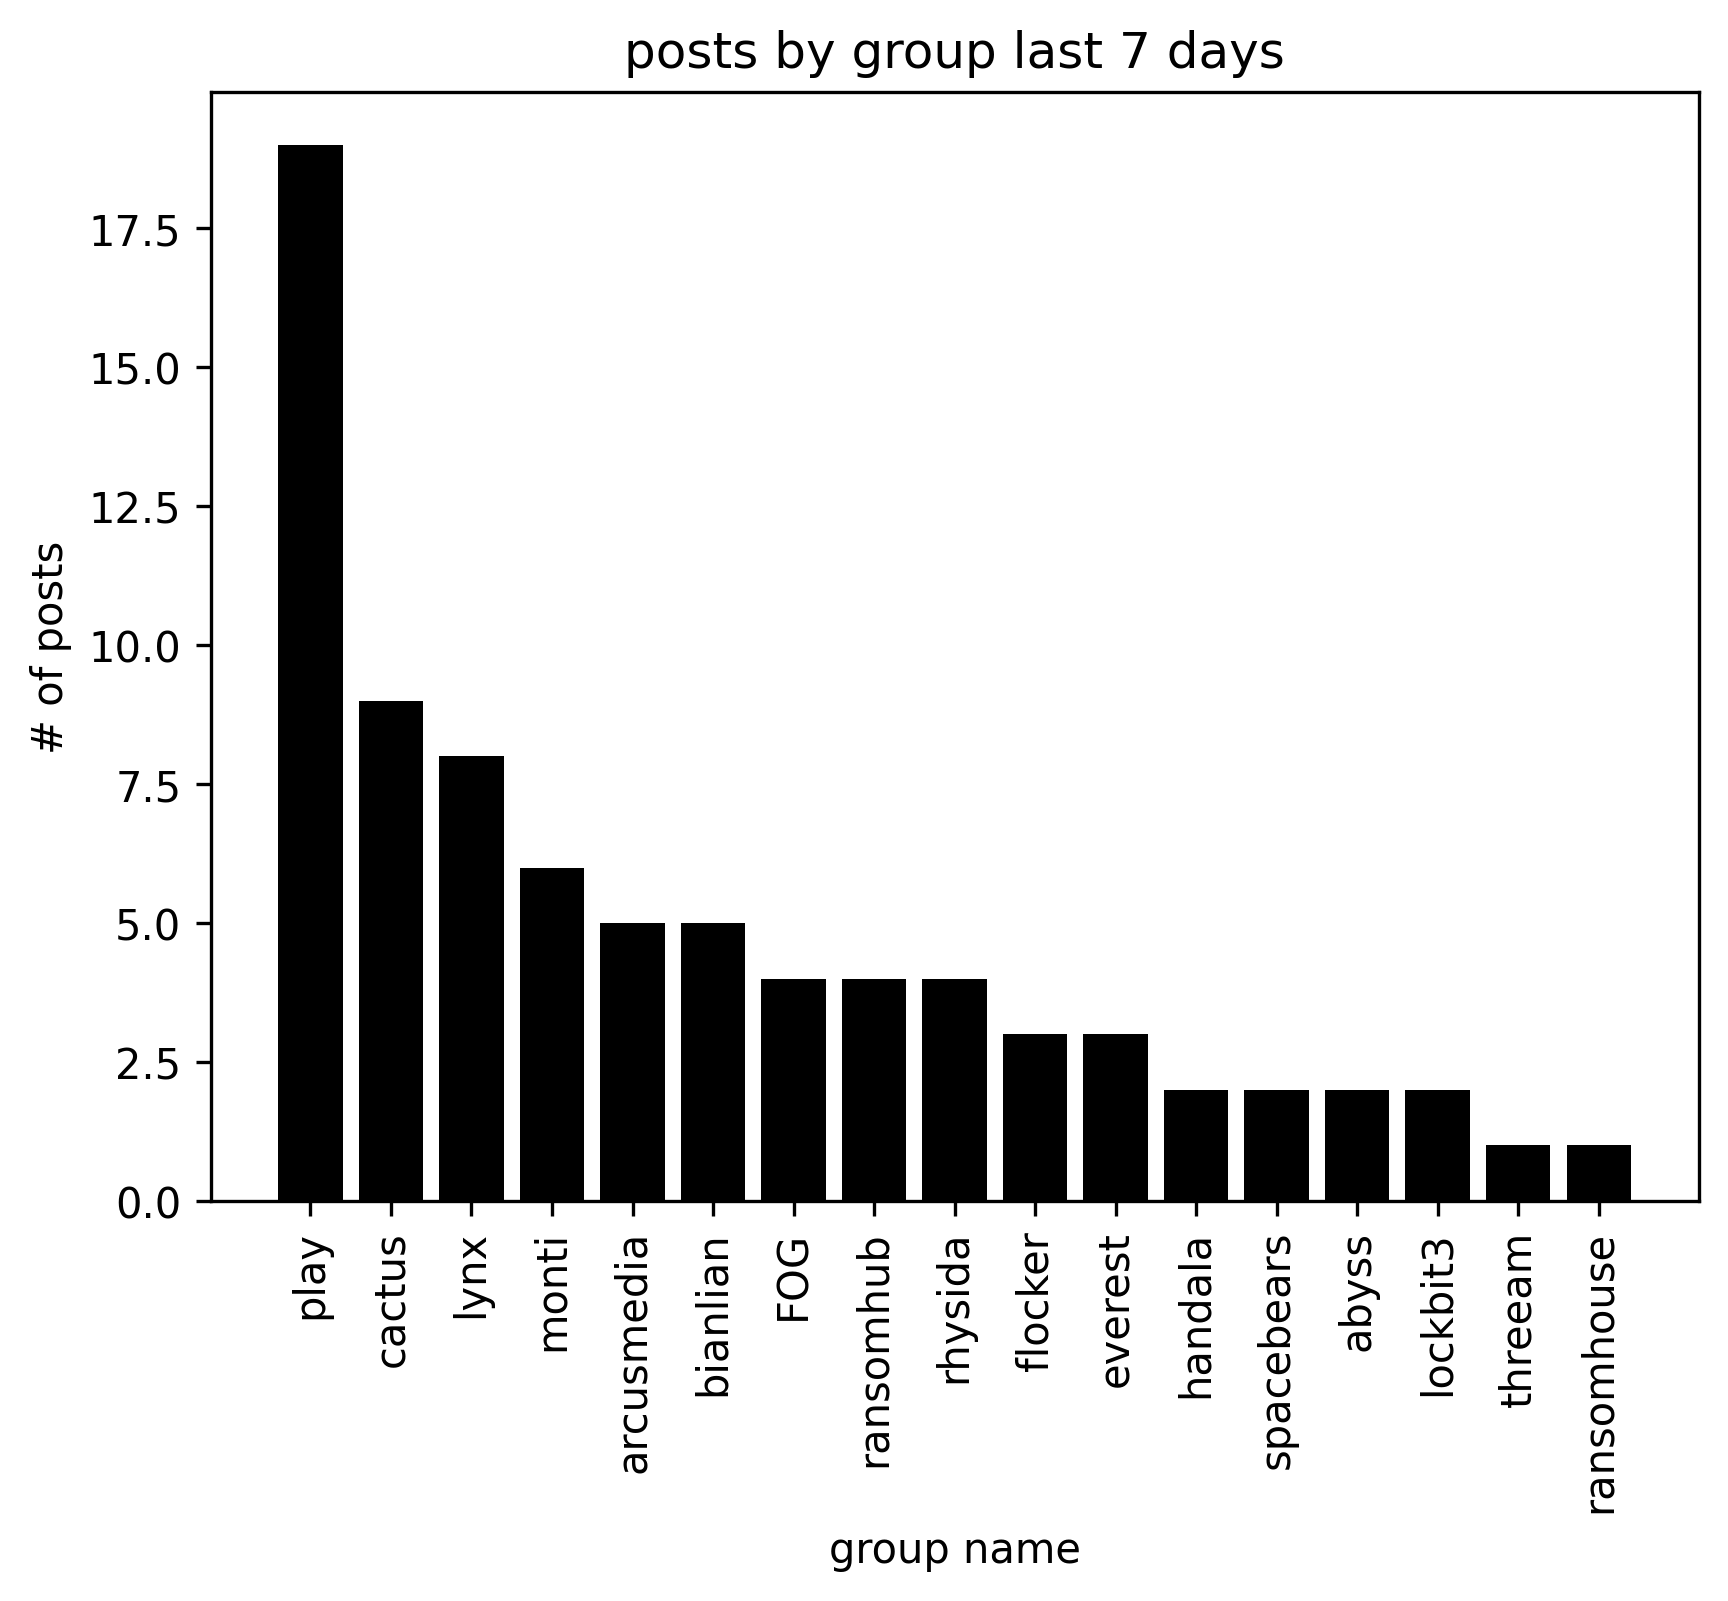 posts by group last 7 days
# of posts
17.5
15.0
12.5
10.0
7.5
5.0
2.5
0.0
play
cactus
lynx
monti
arcusmedia
bianlian
FOG
ransomhub
rhysida
flocker
everest
handala
spacebears
abyss
lockbit3
threeam
ransomhouse
group name